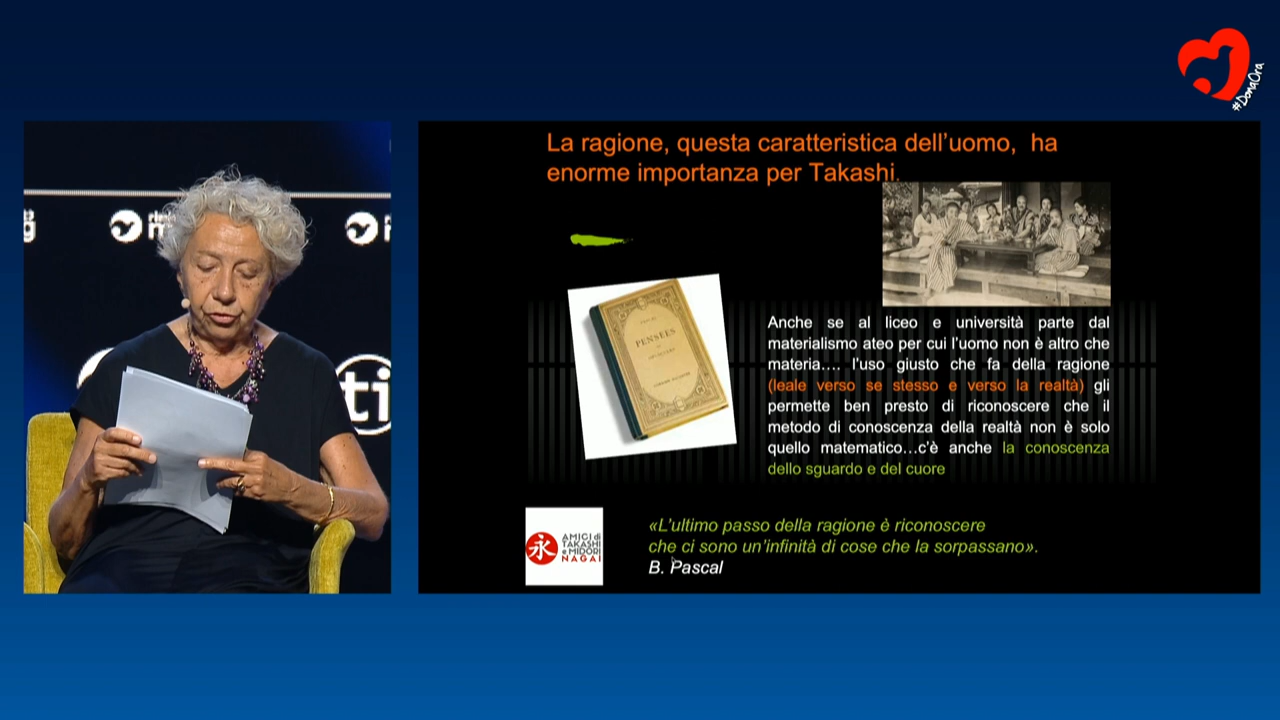 #DonaOra
La ragione, questa caratteristica dell'uomo, ha
enorme importanza per Takashi.
PENSEES
Anche se al liceo e università parte dal
materialismo ateo per cui l'uomo non è altro che
materia…. l'uso giusto che fa della ragione
(leale verso se stesso e verso la realtà) gli
permette ben presto di riconoscere che il
metodo di conoscenza della realtà non è solo
quello matematico…c'è anche la conoscenza
dello sguardo e del cuore
永
AMICI di
TAKASHI
e MIDORI
NAGAI
«L'ultimo passo della ragione è riconoscere
che ci sono un'infinità di cose che la sorpassano».
B. Pascal
ti